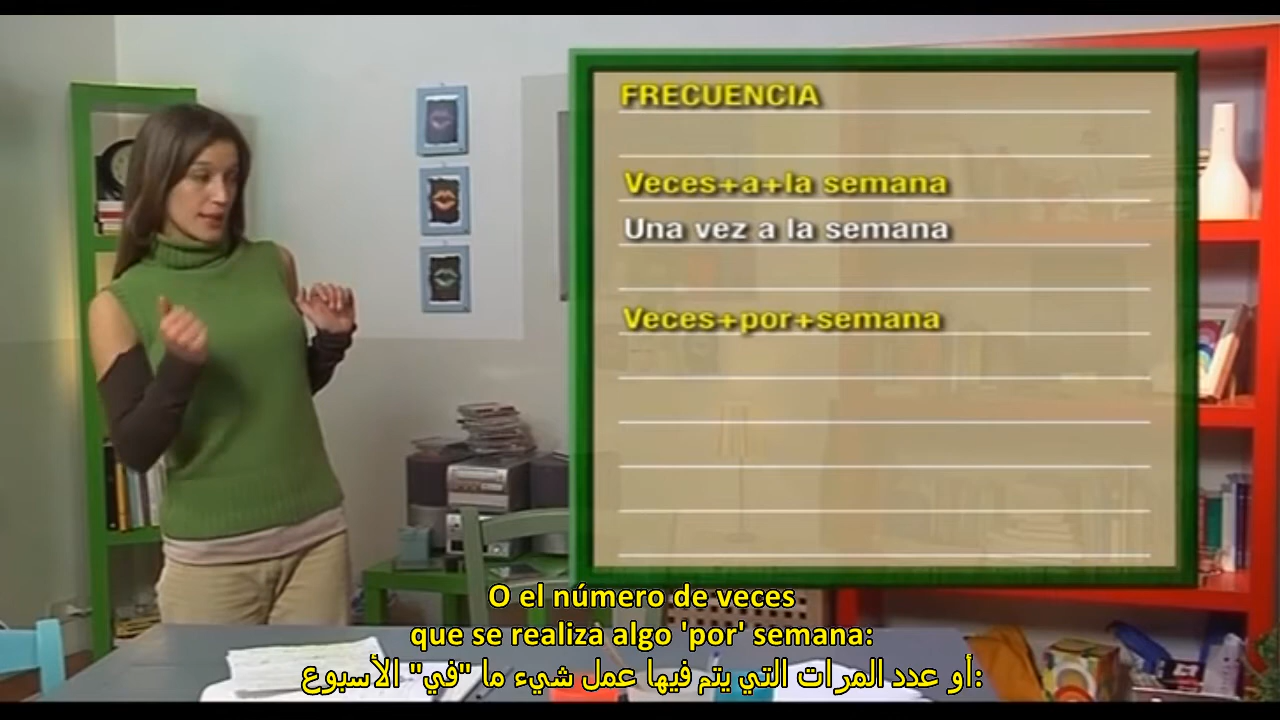 FRECUENCIA
Veces+a+la semana
Una vez a la semana
Veces+por+semana
O el número de veces
que se realiza algo 'por' semana:
أو عدد المرات التي يتم فيها عمل شيء ما "في" الأسبوع: